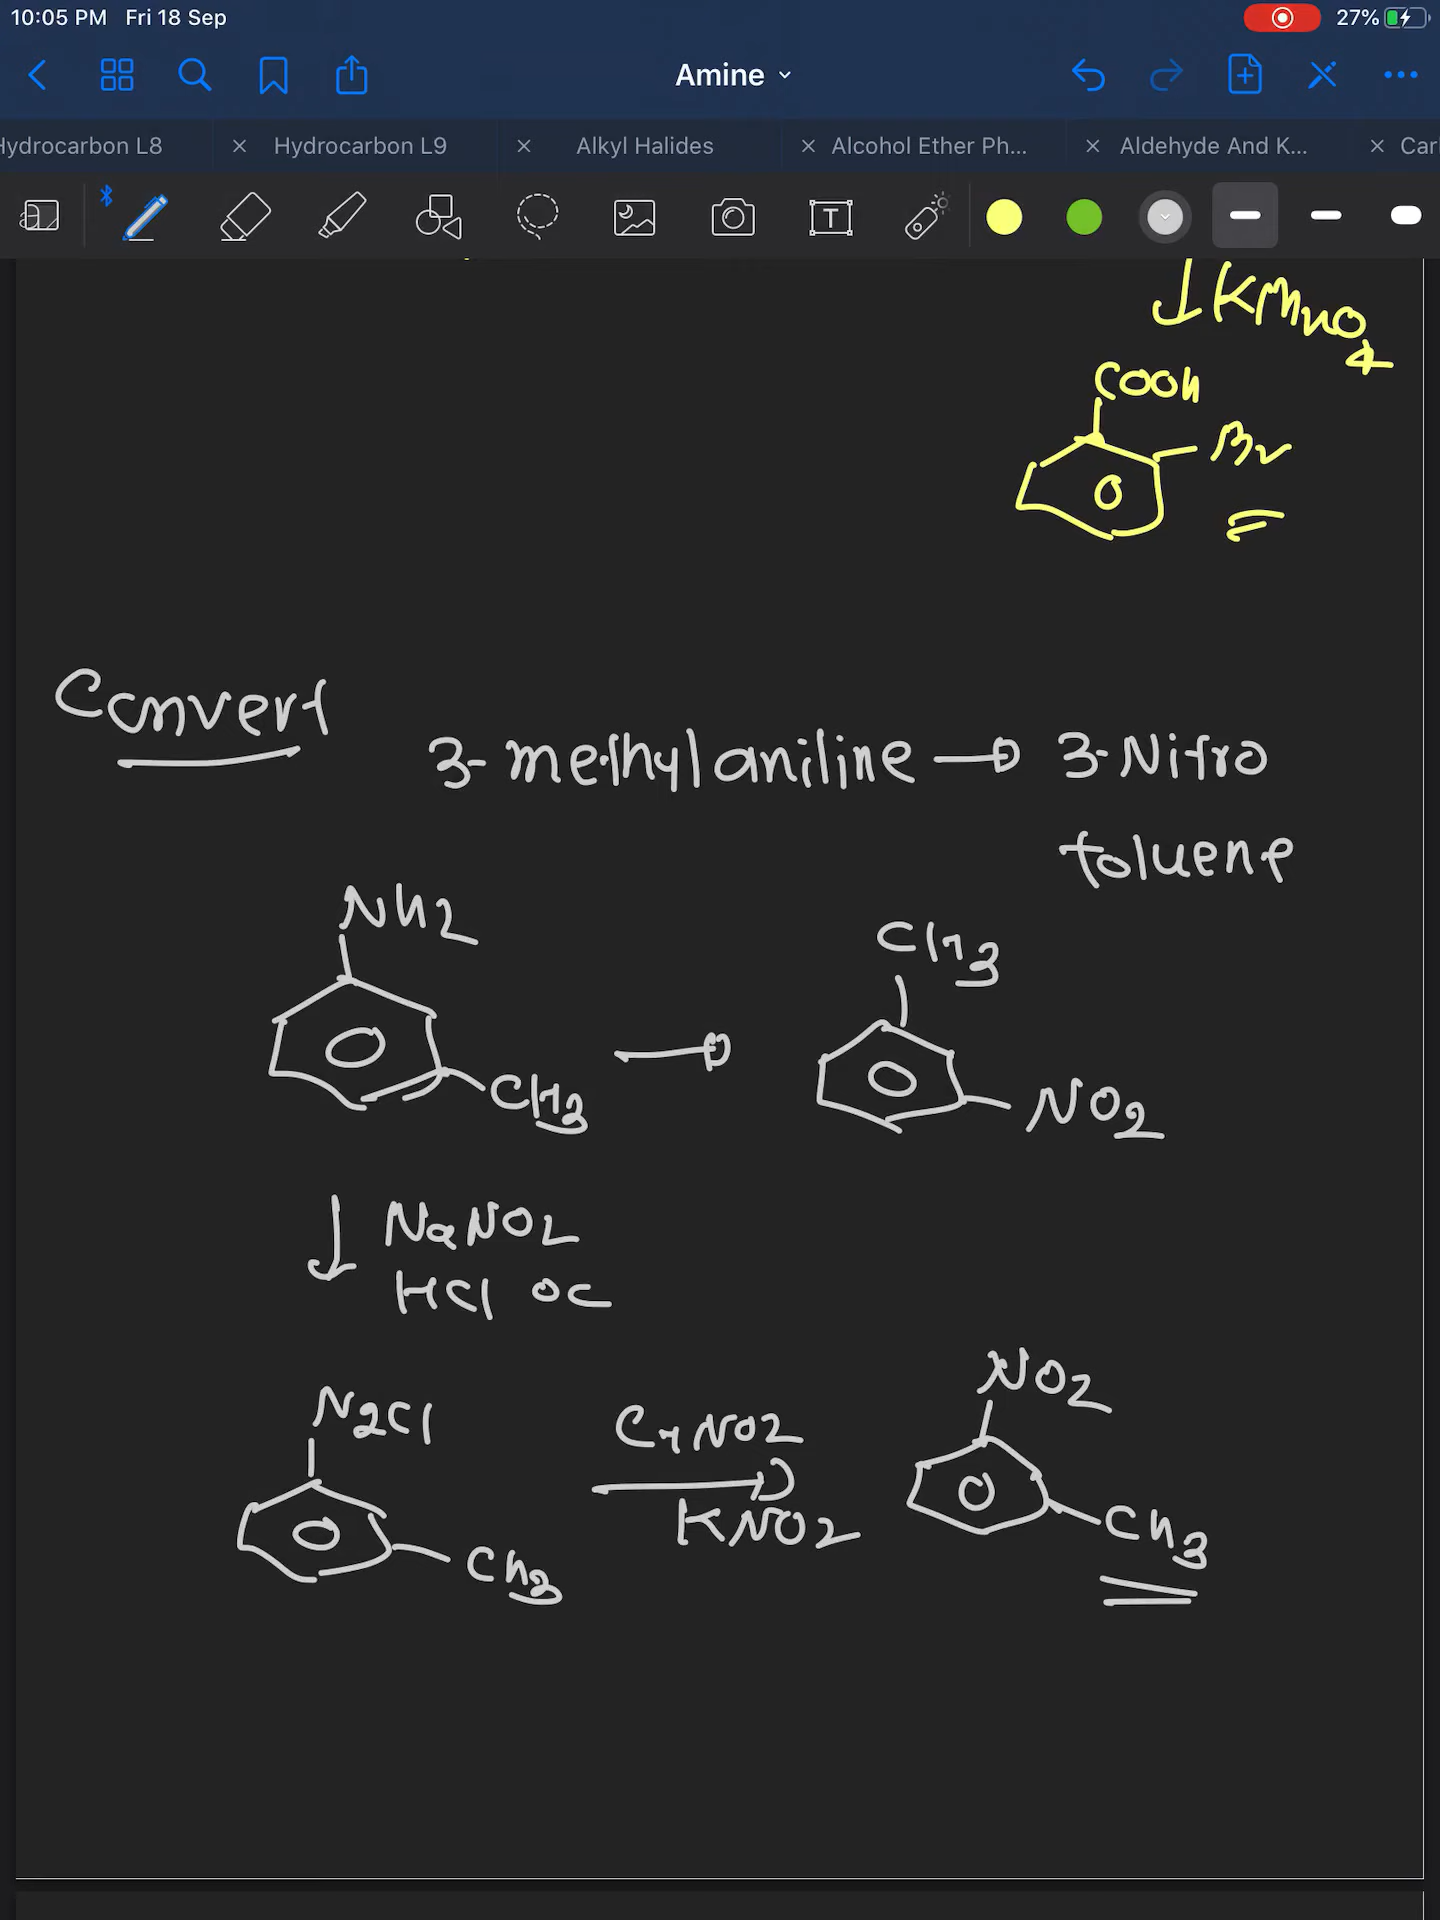 10:05 PM Fri 18 Sep
27%
Amine
Hydrocarbon L8
Hydrocarbon L9
Alkyl Halides
Alcohol Ether Ph...
Aldehyde And K...
Car
a
T
KMnO4
COOH
Br
Convert
3-methylaniline → 3-Nitro
toluene
NH2
CH3
CH3
NO2
NaNO2
HCl OC
N2Cl
CH3
NO2
KNO2
NO2
CH3